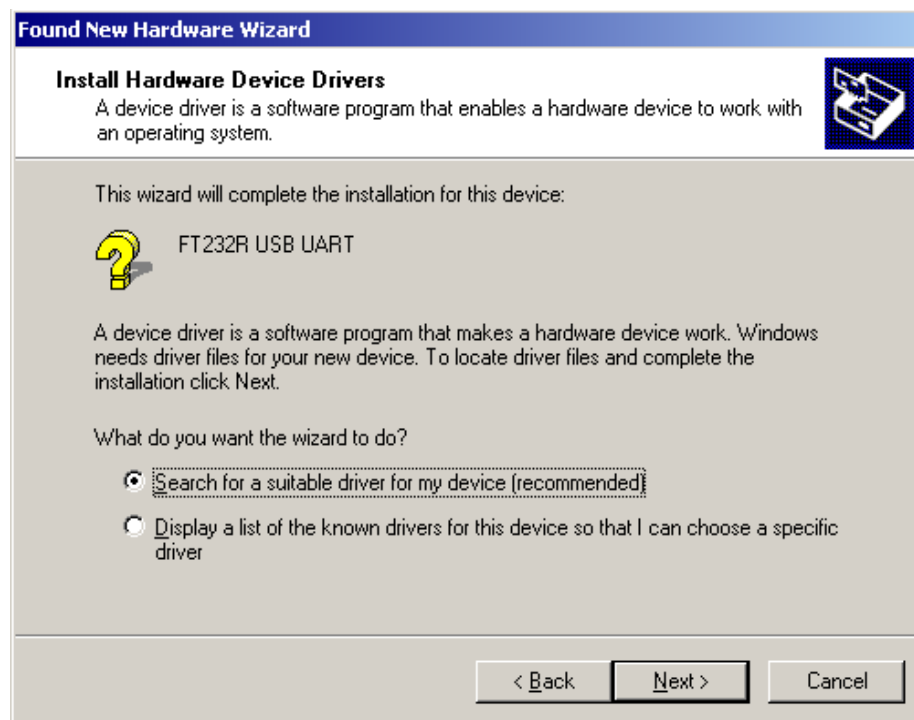 Found New Hardware Wizard
Install Hardware Device Drivers
A device driver is a software program that enables a hardware device to work with
an operating system.
This wizard will complete the installation for this device:
FT232R USB UART
A device driver is a software program that makes a hardware device work. Windows
needs driver files for your new device. To locate driver files and complete the
installation click Next.
What do you want the wizard to do?
Search for a suitable driver for my device (recommended)
Display a list of the known drivers for this device so that I can choose a specific
driver
< Back Next > Cancel